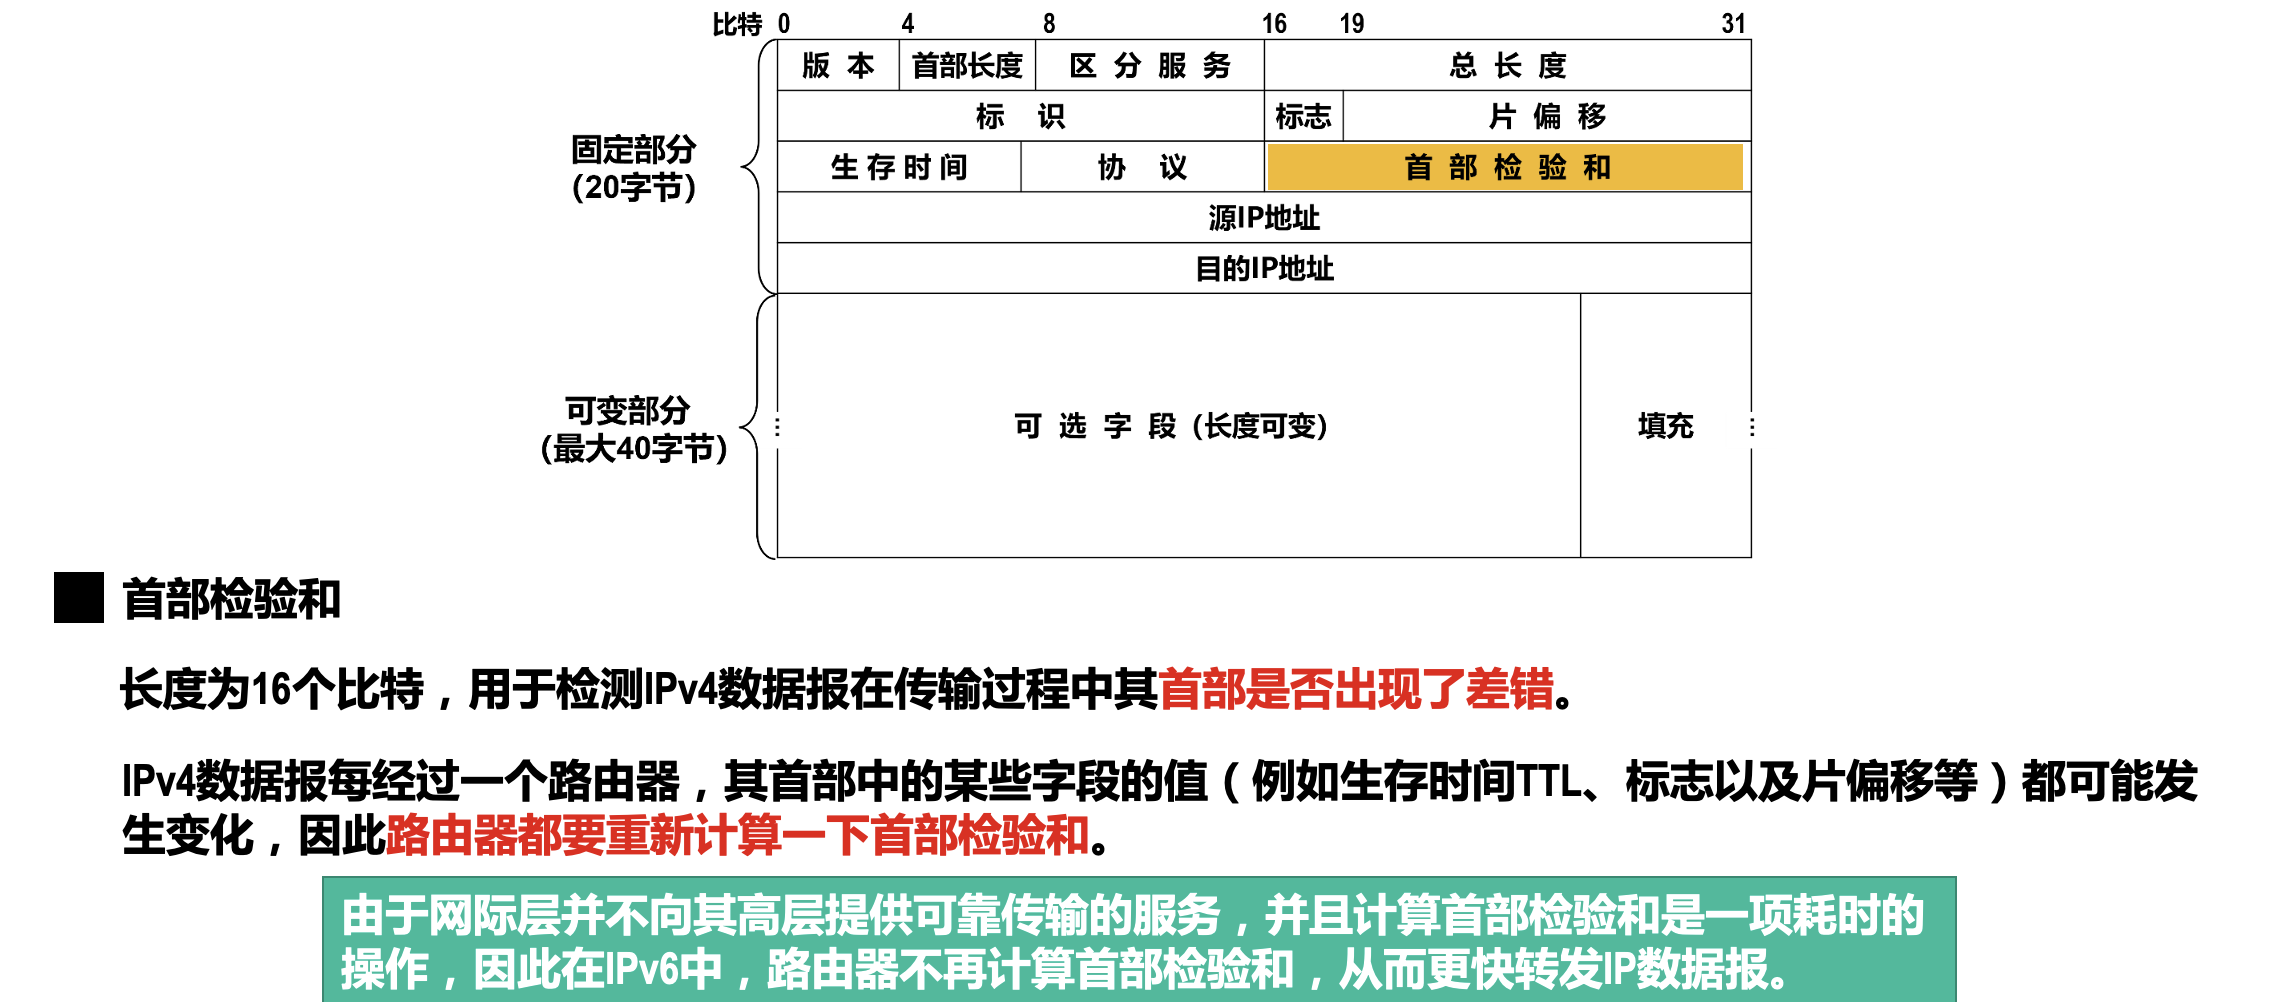 比特 0 4 8 16 19 31
版 本 首部长度 区 分 服 务 总 长 度
标 识 标志 片 偏 移
固定部分
(20字节)
生 存 时 间 协 议 首 部 检 验 和
源IP地址
目的IP地址
可变部分
(最大40字节)
可 选 字 段 (长度可变) 填充
首部检验和
长度为16个比特，用于检测IPv4数据报在传输过程中其首部是否出现了差错。
IPv4数据报每经过一个路由器，其首部中的某些字段的值（例如生存时间TTL、标志以及片偏移等）都可能发
生变化，因此路由器都要重新计算一下首部检验和。
由于网际层并不向其高层提供可靠传输的服务，并且计算首部检验和是一项耗时的
操作，因此在IPv6中，路由器不再计算首部检验和，从而更快转发IP数据报。